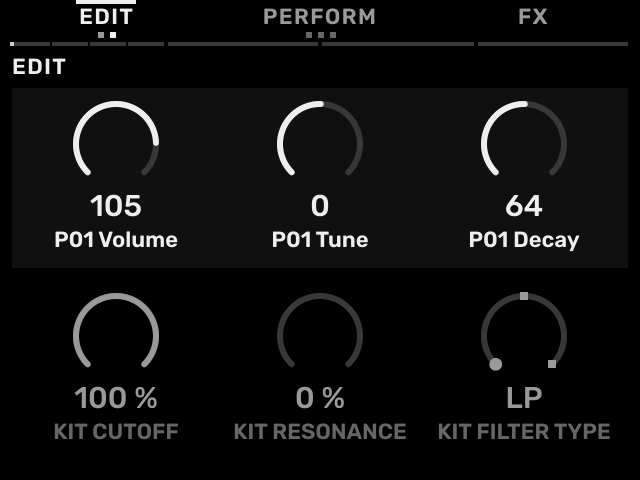 EDIT PERFORM FX
EDIT
105 0 64
P01 Volume P01 Tune P01 Decay
100 % 0 % LP
KIT CUTOFF KIT RESONANCE KIT FILTER TYPE